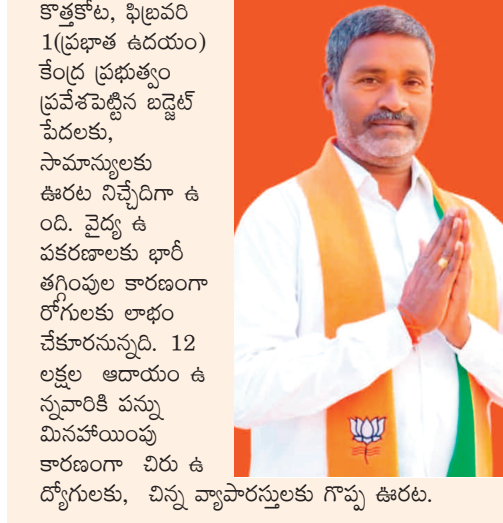 కొత్తకోట, ఫిబ్రవరి
1(ప్రభాత ఉదయం)
కేంద్ర ప్రభుత్వం
ప్రవేశపెట్టిన బడ్జెట్
పేదలకు,
సామాన్యులకు
ఊరట నిచ్చేదిగా ఉ
ంది. వైద్య ఉ
పకరణాలకు భారీ
తగ్గింపుల కారణంగా
రోగులకు లాభం
చేకూరనున్నది. 12
లక్షల ఆదాయం ఉ
న్నవారికి పన్ను
మినహాయింపు
కారణంగా చిరు ఉ
ద్యోగులకు, చిన్న వ్యాపారస్తులకు గొప్ప ఊరట.